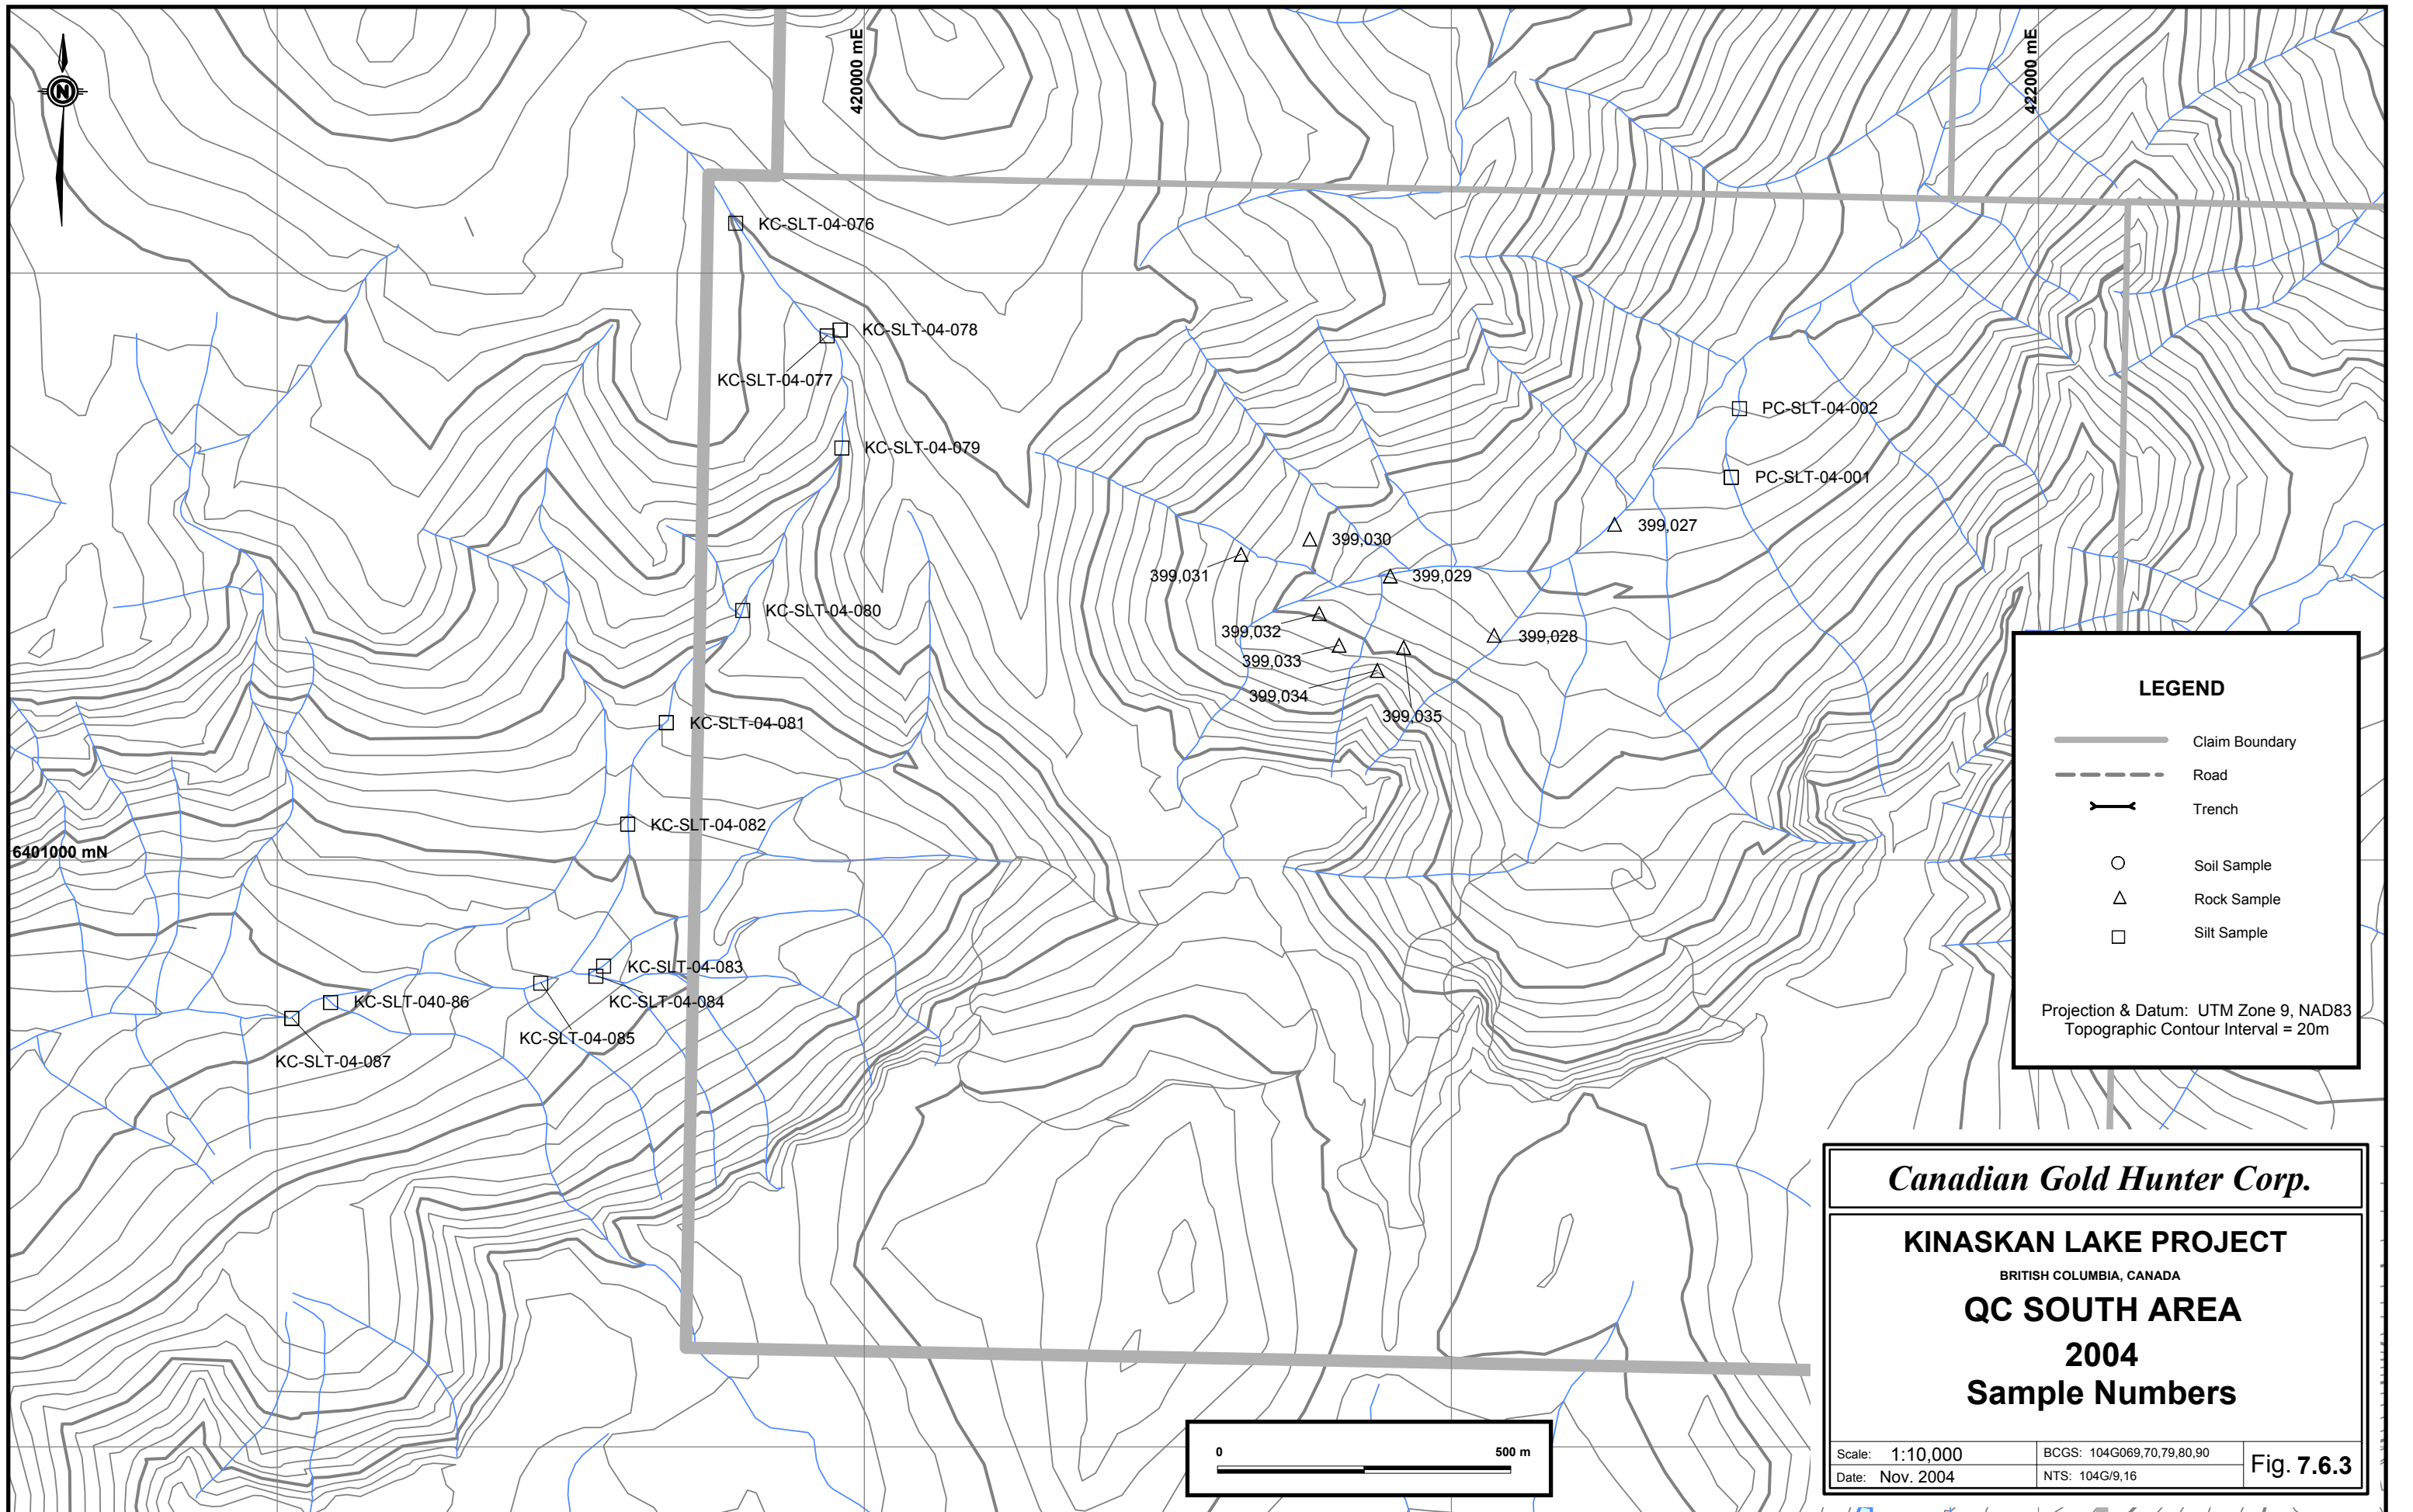 N
420000 mE
422000 mE
KC-SLT-04-076
KC-SLT-04-078
KC-SLT-04-077
KC-SLT-04-079
PC-SLT-04-002
PC-SLT-04-001
399,027
399,030
399,031
399,029
KC-SLT-04-080
399,032
399,028
399,033
399,034
399,035
KC-SLT-04-081
KC-SLT-04-082
6401000 mN
KC-SLT-04-083
KC-SLT-04-084
KC-SLT-040-86
KC-SLT-04-085
KC-SLT-04-087
LEGEND
Claim Boundary
Road
Trench
Soil Sample
Rock Sample
Silt Sample
Projection & Datum: UTM Zone 9, NAD83
Topographic Contour Interval = 20m
Canadian Gold Hunter Corp.
KINASKAN LAKE PROJECT
BRITISH COLUMBIA, CANADA
QC SOUTH AREA
2004
Sample Numbers
Scale: 1:10,000
BCGS: 104G069,70,79,80,90
Date: Nov. 2004
NTS: 104G/9,16
Fig. 7.6.3
0 500 m